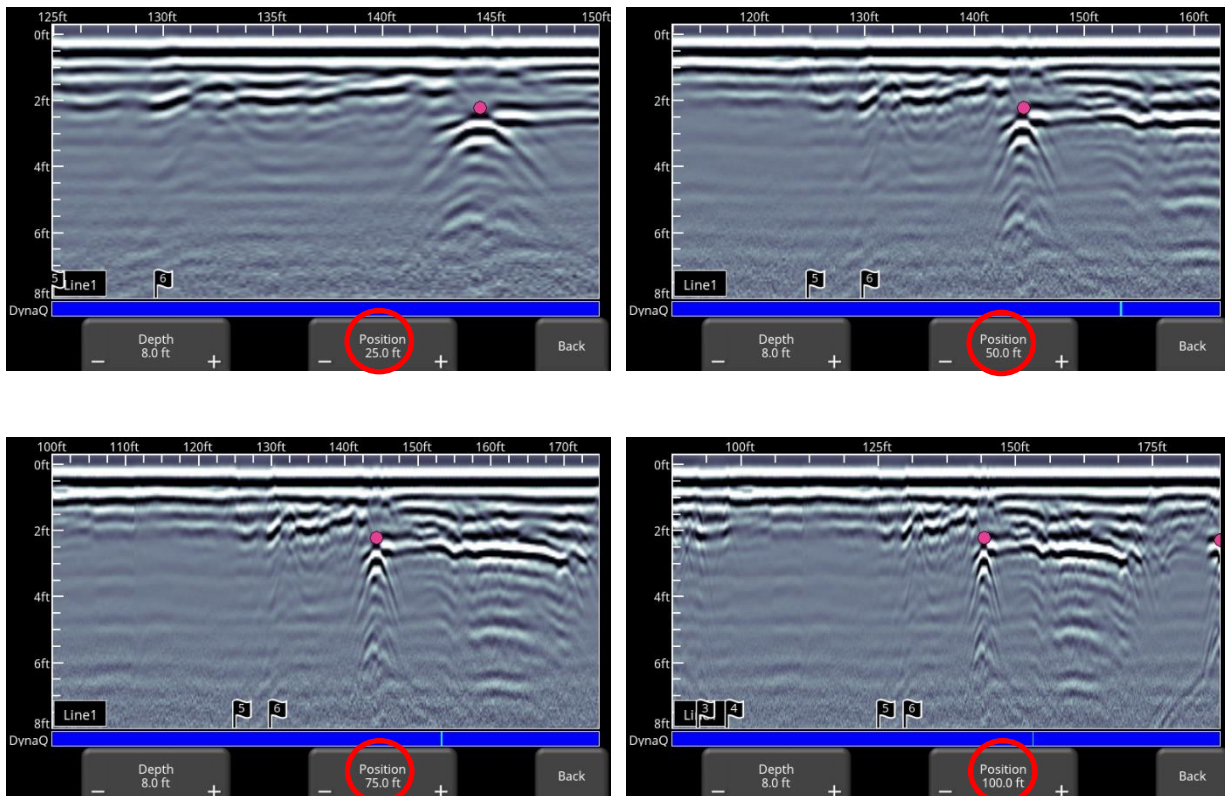 125ft 130ft 135ft 140ft 145ft 150ft
0ft
2ft
4ft
6ft
8ft
5 Line1 6
DynaQ
Depth
8.0 ft
− +
Position
25.0 ft
− +
Back
120ft 130ft 140ft 150ft 160ft
0ft
2ft
4ft
6ft
8ft
Line1 5 6
DynaQ
Depth
8.0 ft
− +
Position
50.0 ft
− +
Back
100ft 110ft 120ft 130ft 140ft 150ft 160ft 170ft
0ft
2ft
4ft
6ft
8ft
Line1 5 6
DynaQ
Depth
8.0 ft
− +
Position
75.0 ft
− +
Back
100ft 125ft 150ft 175ft
0ft
2ft
4ft
6ft
8ft
3 4 5 6
DynaQ
Depth
8.0 ft
− +
Position
100.0 ft
− +
Back